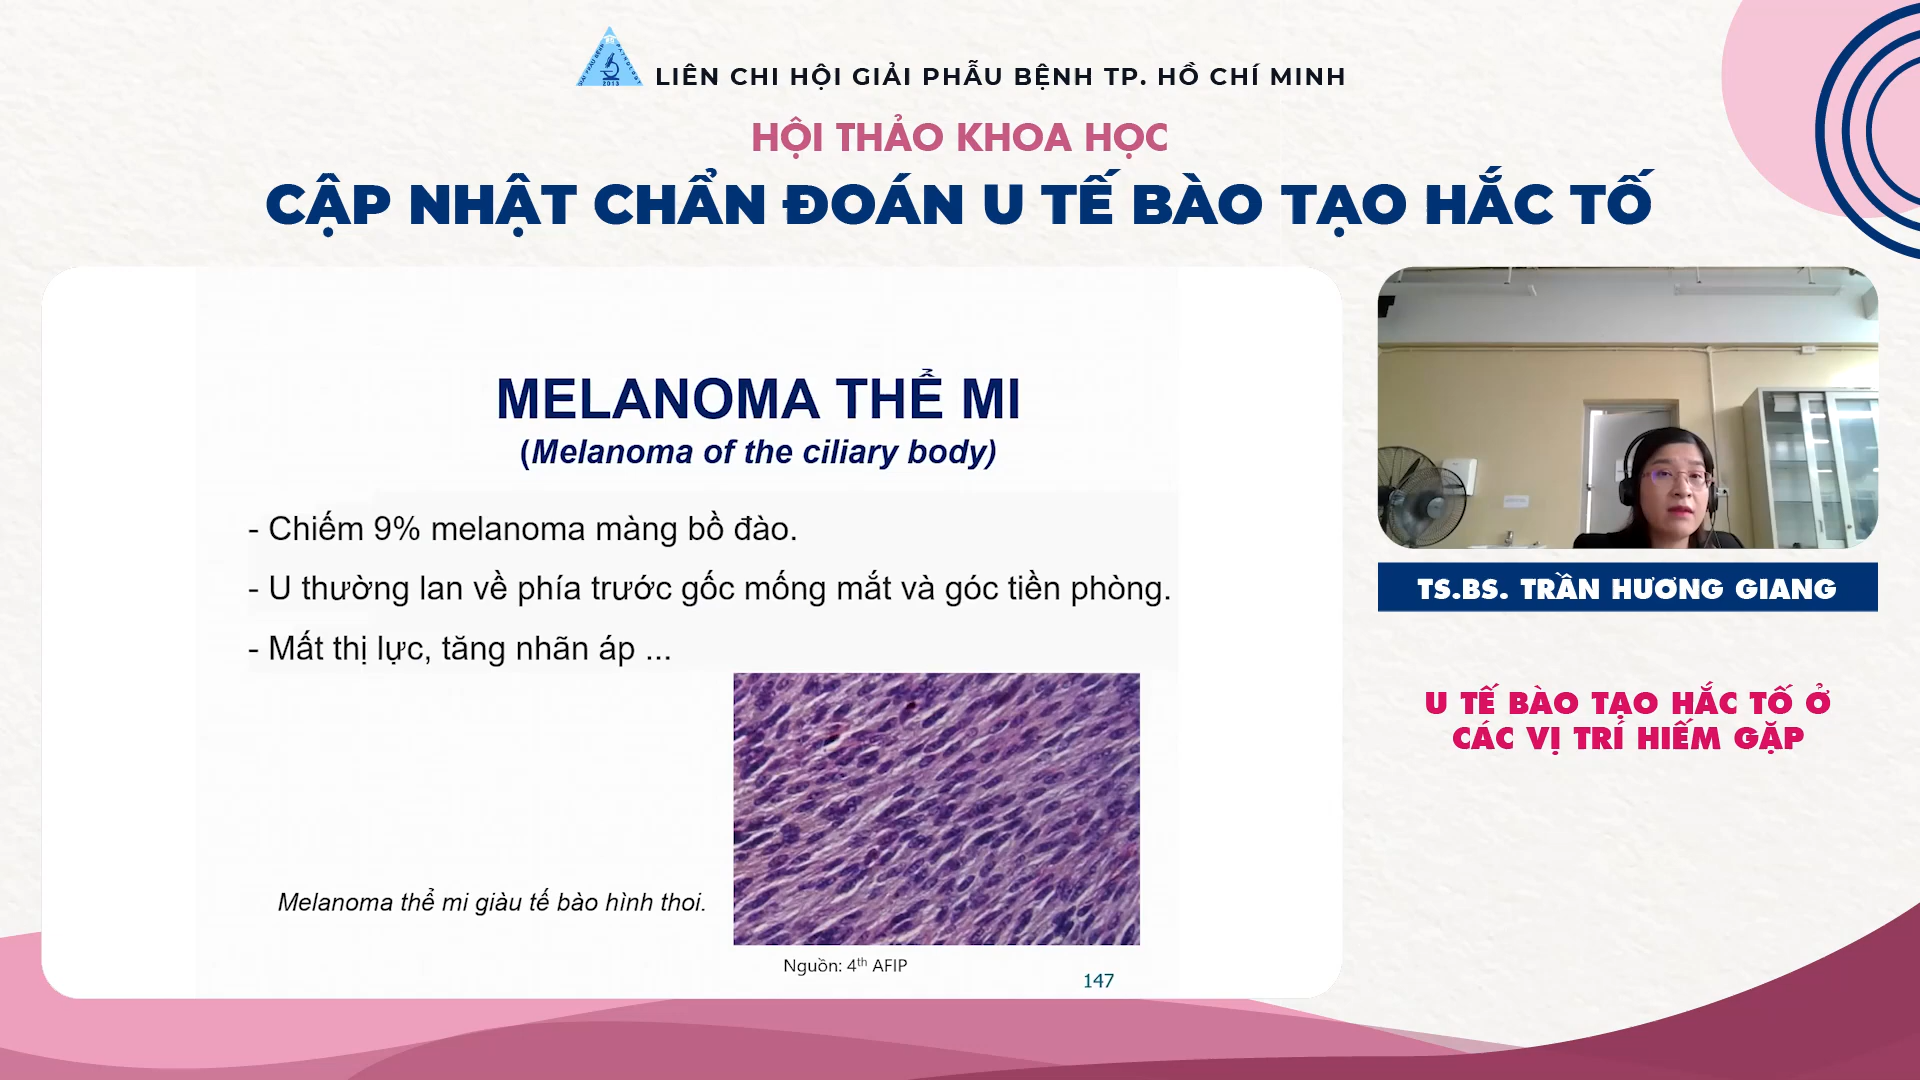 LIÊN CHI HỘI GIẢI PHẪU BỆNH TP. HỒ CHÍ MINH
HỘI THẢO KHOA HỌC
CẬP NHẬT CHẨN ĐOÁN U TẾ BÀO TẠO HẮC TỐ
MELANOMA THỂ MI
(Melanoma of the ciliary body)
- Chiếm 9% melanoma màng bồ đào.
- U thường lan về phía trước gốc mống mắt và góc tiền phòng.
- Mất thị lực, tăng nhãn áp ...
Melanoma thể mi giàu tế bào hình thoi.
Nguồn: 4th AFIP
147
TS.BS. TRẦN HƯƠNG GIANG
U TẾ BÀO TẠO HẮC TỐ Ở
CÁC VỊ TRÍ HIẾM GẶP